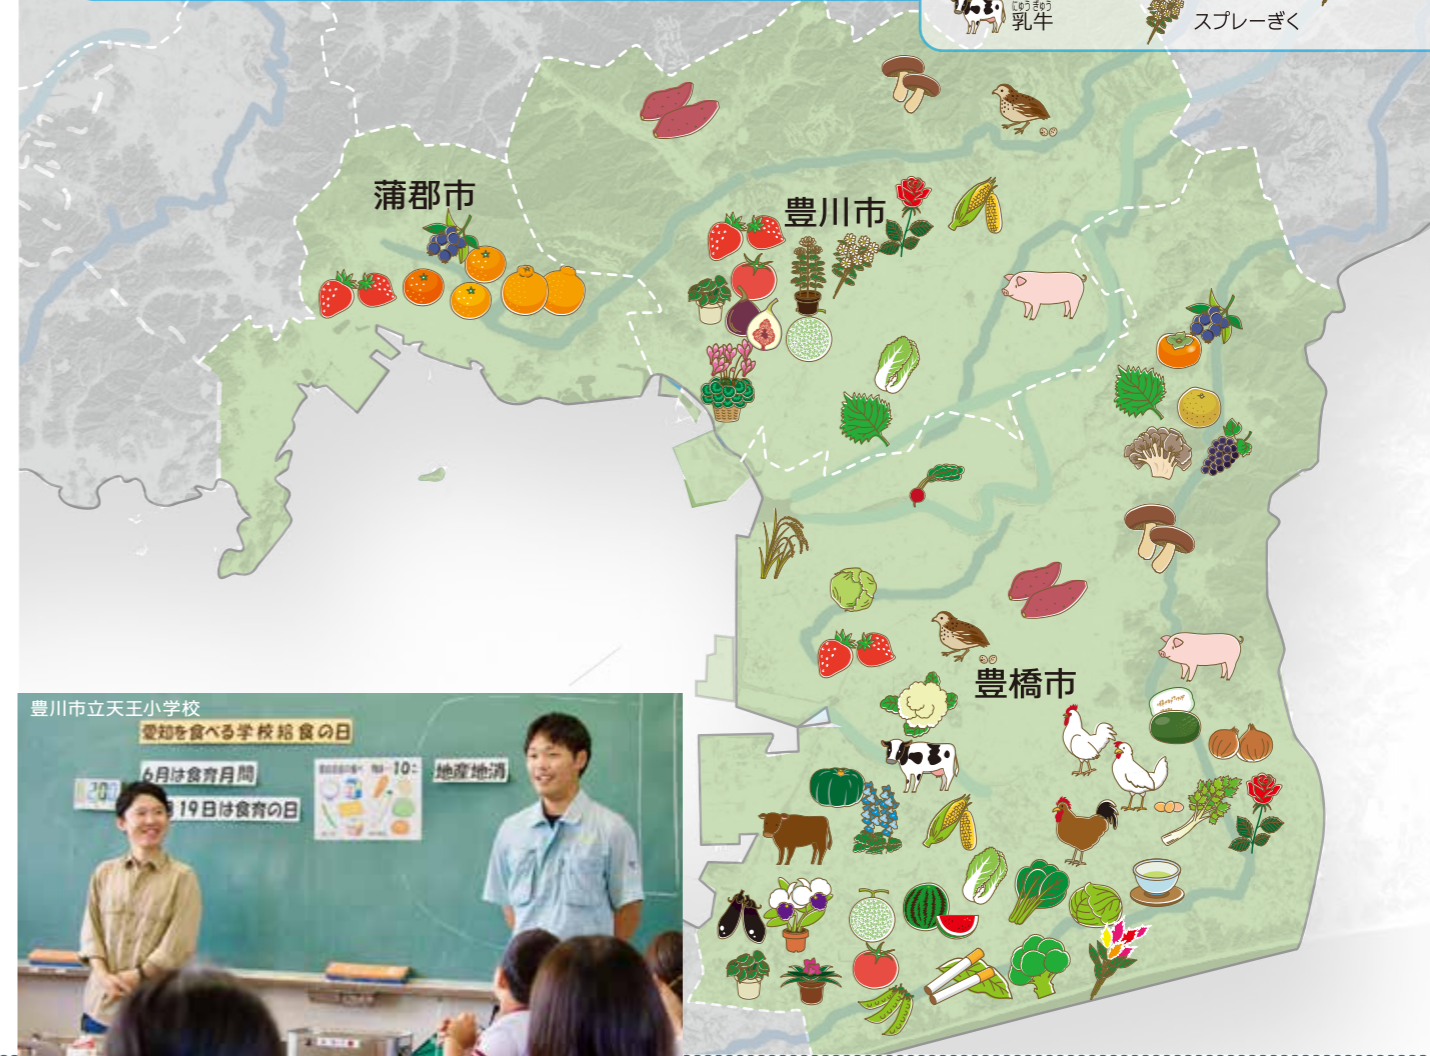 にゅうぎゅう
乳牛
スプレーぎく
蒲郡市
豊川市
豊橋市
豊川市立天王小学校
愛知を食べる学校給食の日
6月は食育月間
19日は食育の日
地産地消